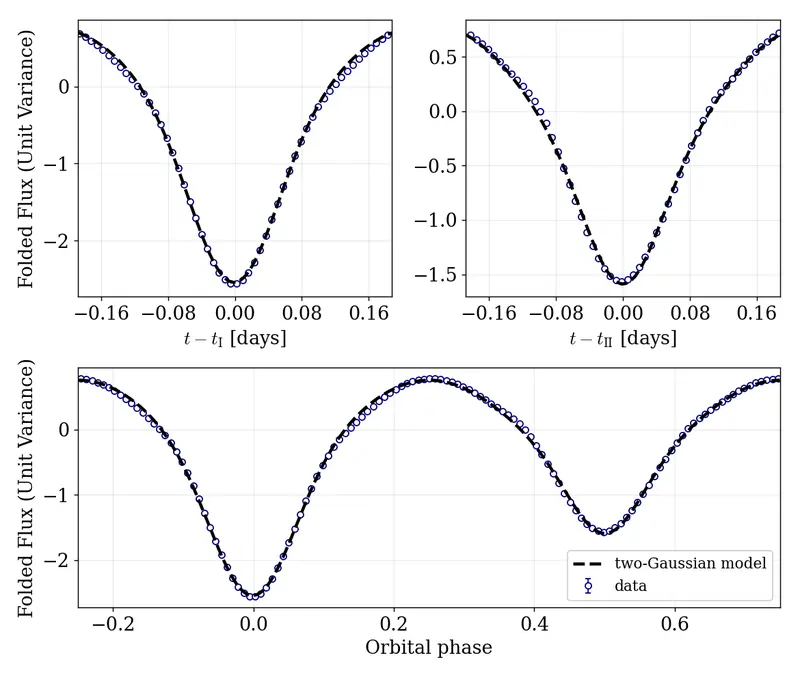 Folded Flux (Unit Variance)
0
−1
−2
−0.16 −0.08 0.00 0.08 0.16
t − t_I [days]
0.5
0.0
−0.5
−1.0
−1.5
−0.16 −0.08 0.00 0.08 0.16
t − t_II [days]
Folded Flux (Unit Variance)
0
−1
−2
two-Gaussian model
data
−0.2 0.0 0.2 0.4 0.6
Orbital phase